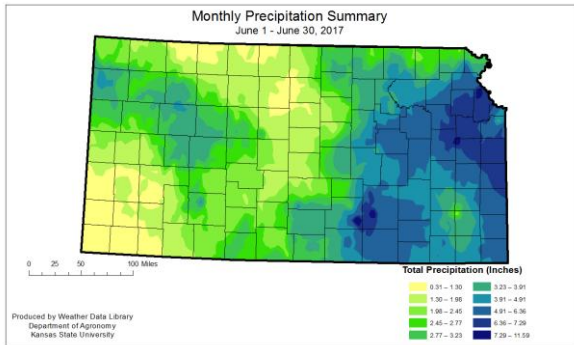 Monthly Precipitation Summary
June 1 - June 30, 2017
0 25 50 100 Miles
Total Precipitation (Inches)
0.31 - 1.30
1.30 - 1.98
1.98 - 2.45
2.45 - 2.77
2.77 - 3.23
3.23 - 3.91
3.91 - 4.91
4.91 - 6.36
6.36 - 7.29
7.29 - 11.59
Produced by Weather Data Library
Department of Agronomy
Kansas State University